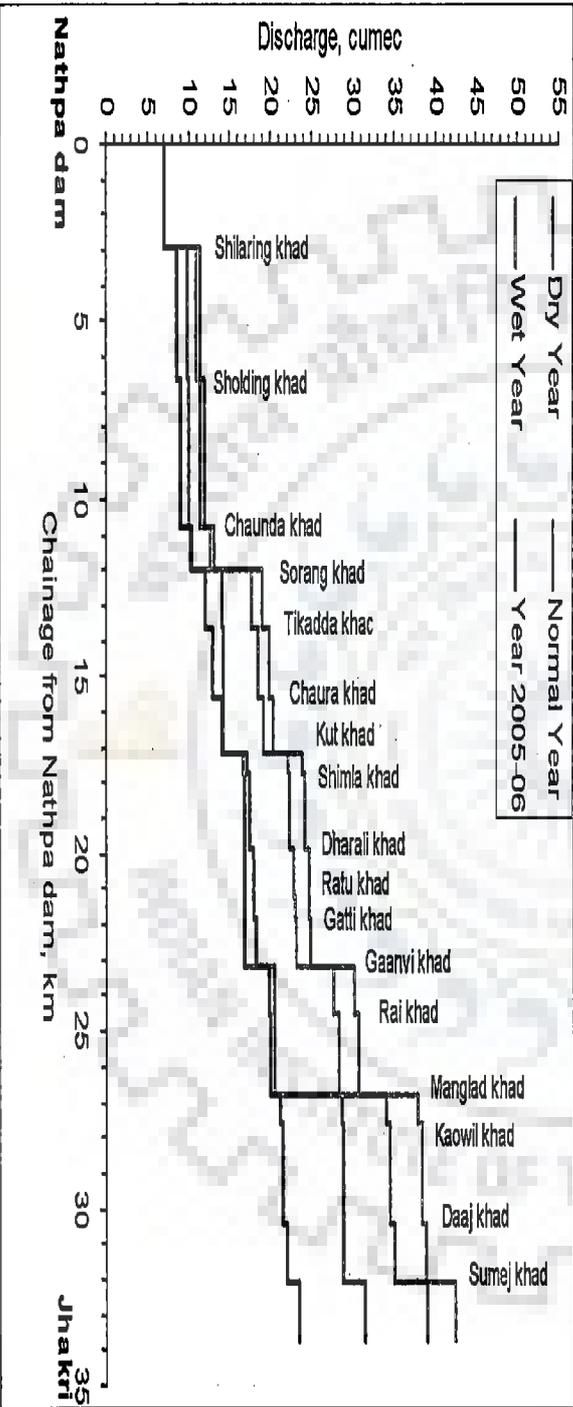 Discharge, cumec
55
50
45
40
35
30
25
20
15
10
5
0
Dry Year
Normal Year
Wet Year
Year 2005-06
Shilaring khad
Sholding khad
Chaunda khad
Sorang khad
Tikadda khac
Chaura khad
Kut khad
Shimla khad
Dharali khad
Ratu khad
Gatti khad
Gaanvi khad
Rai khad
Manglad khad
Kaowil khad
Daaj khad
Sumej khad
0 5 10 15 20 25 30 35
Nathpa dam
Chainage from Nathpa dam, km
Jhakri